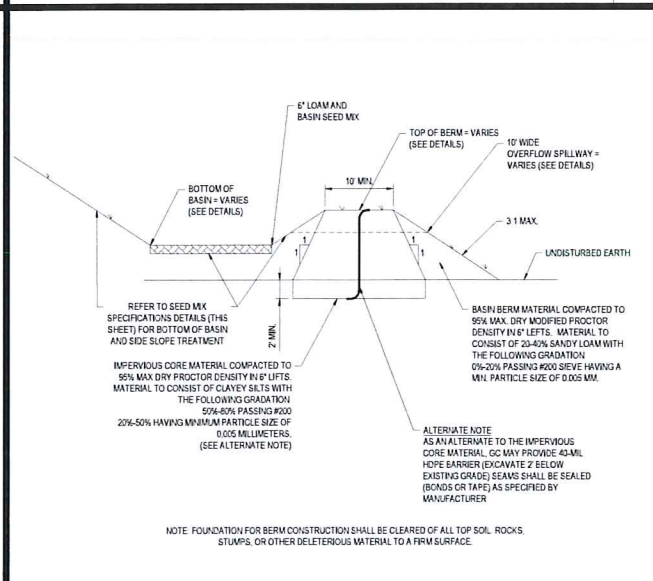 6" LOAM AND
BASIN SEED MIX
TOP OF BERM = VARIES
(SEE DETAILS)
10' WIDE
OVERFLOW SPILLWAY =
VARIES (SEE DETAILS)
10' MIN.
BOTTOM OF
BASIN = VARIES
(SEE DETAILS)
3:1 MAX.
1
1
1
1
UNDISTURBED EARTH
REFER TO SEED MIX
SPECIFICATIONS DETAILS (THIS
SHEET) FOR BOTTOM OF BASIN
AND SIDE SLOPE TREATMENT
2' MIN.
BASIN BERM MATERIAL COMPACTED TO
95% MAX. DRY MODIFIED PROCTOR
DENSITY IN 6" LEFTS. MATERIAL TO
CONSIST OF 20-40% SANDY LOAM WITH
THE FOLLOWING GRADATION
0%-20% PASSING #200 SIEVE HAVING A
MIN. PARTICLE SIZE OF 0.005 MM.
IMPERVIOUS CORE MATERIAL COMPACTED TO
95% MAX DRY PROCTOR DENSITY IN 6" LIFTS.
MATERIAL TO CONSIST OF CLAYEY SILTS WITH
THE FOLLOWING GRADATION
50%-80% PASSING #200
20%-50% HAVING MINIMUM PARTICLE SIZE OF
0.005 MILLIMETERS.
(SEE ALTERNATE NOTE)
ALTERNATE NOTE
AS AN ALTERNATE TO THE IMPERVIOUS
CORE MATERIAL, GC MAY PROVIDE 40-MIL
HDPE BARRIER (EXCAVATE 2' BELOW
EXISTING GRADE) SEAMS SHALL BE SEALED
(BONDS OR TAPE) AS SPECIFIED BY
MANUFACTURER
NOTE: FOUNDATION FOR BERM CONSTRUCTION SHALL BE CLEARED OF ALL TOP SOIL, ROCKS,
STUMPS, OR OTHER DELETERIOUS MATERIAL TO A FIRM SURFACE.